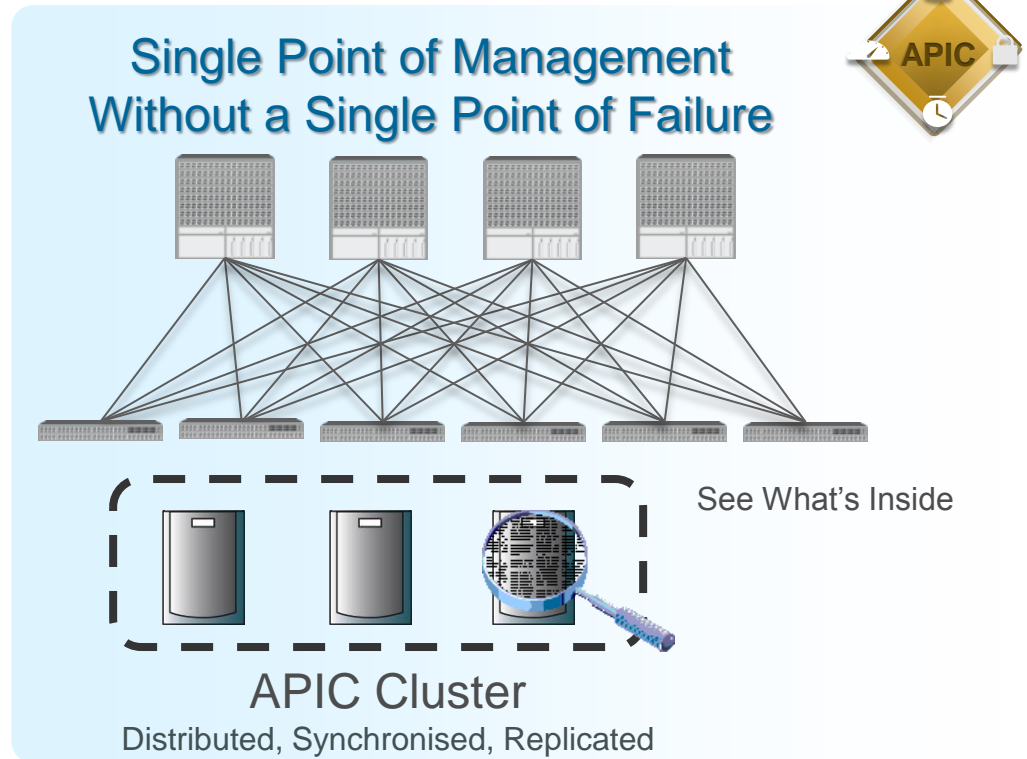 Single Point of Management
Without a Single Point of Failure
APIC
See What’s Inside
APIC Cluster
Distributed, Synchronised, Replicated